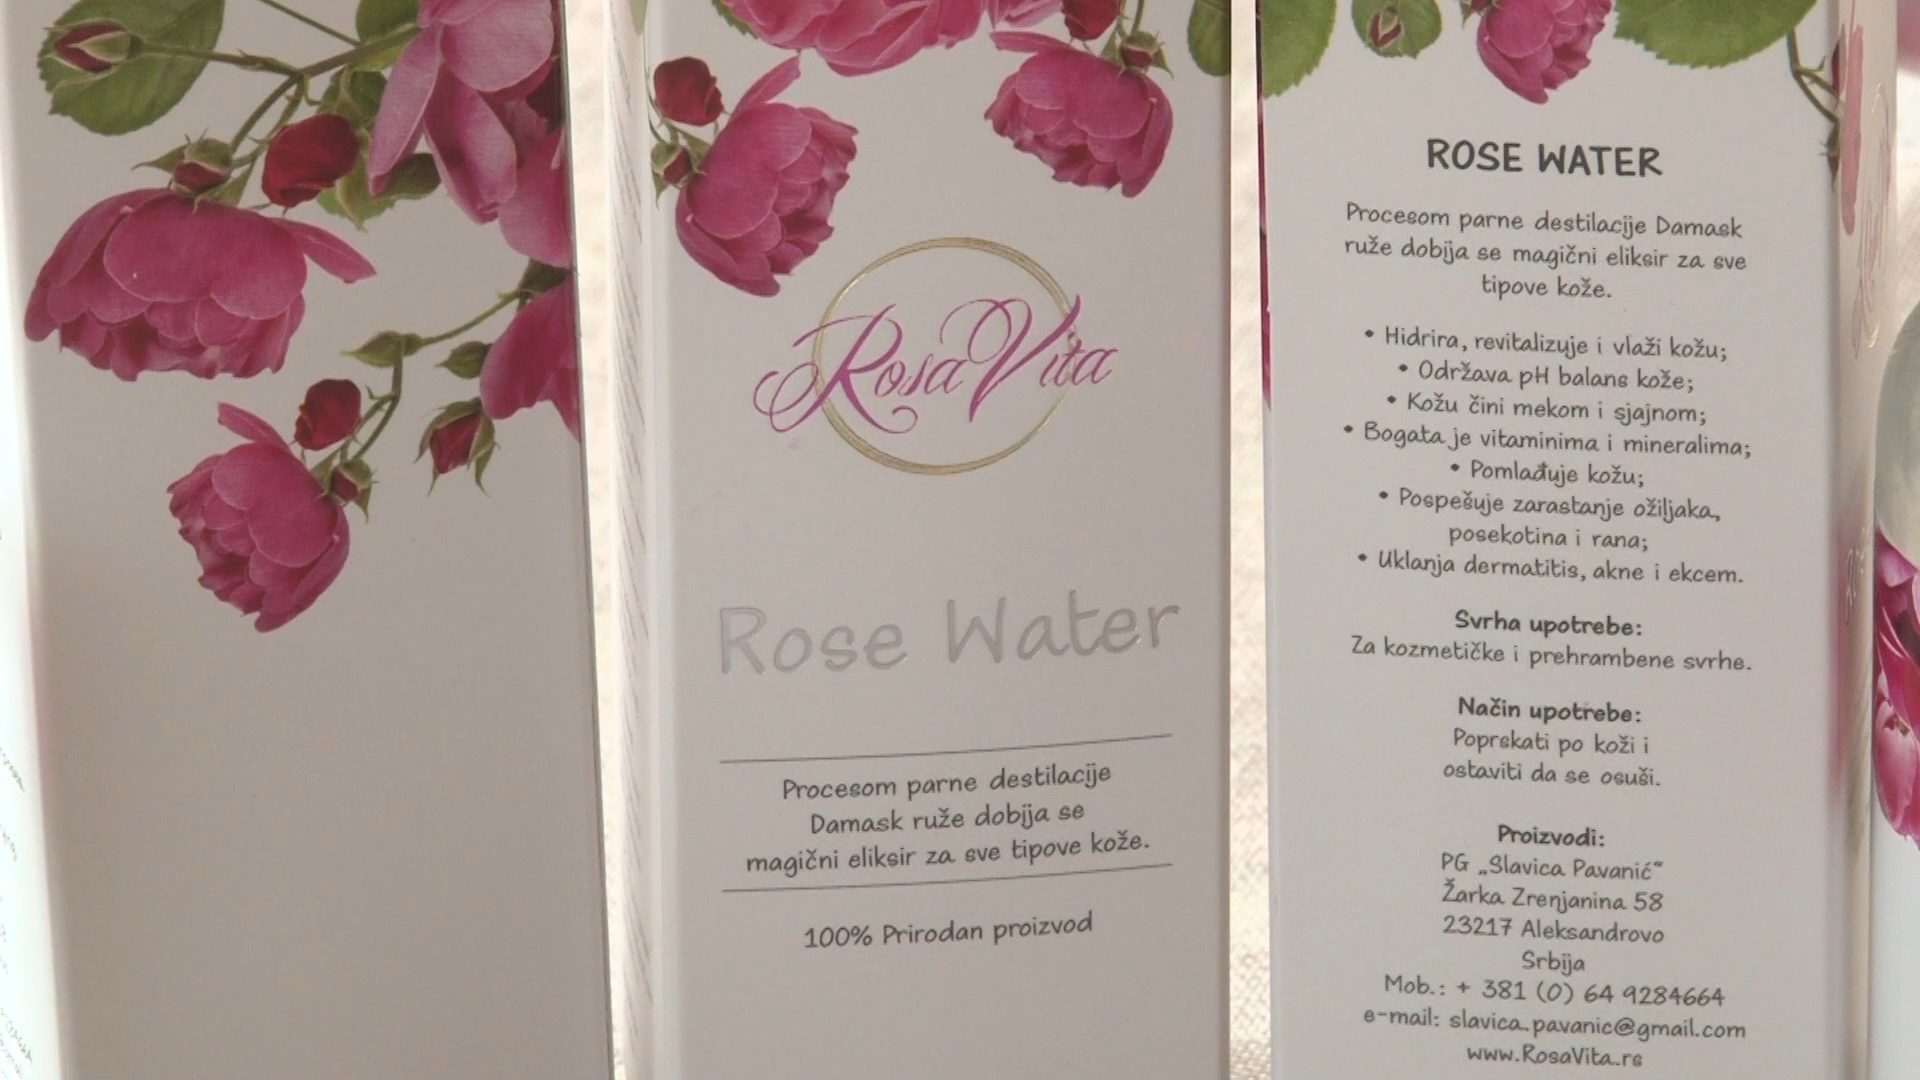 Rosa Vita
Rose Water
Procesom parne destilacije
Damask ruže dobija se
magični eliksir za sve tipove kože.
100% Prirodan proizvod
ROSE WATER
Procesom parne destilacije Damask
ruže dobija se magični eliksir za sve
tipove kože.
• Hidrira, revitalizuje i vlaži kožu;
• Održava pH balans kože;
• Kožu čini mekom i sjajnom;
• Bogata je vitaminima i mineralima;
• Pomlađuje kožu;
• Pospešuje zarastanje ožiljaka,
posekotina i rana;
• Uklanja dermatitis, akne i ekcem.
Svrha upotrebe:
Za kozmetičke i prehrambene svrhe.
Način upotrebe:
Poprskati po koži i
ostaviti da se osuši.
Proizvodi:
PG „Slavica Pavanić“
Žarka Zrenjanina 58
23217 Aleksandrovo
Srbija
Mob.: + 381 (0) 64 9284664
e-mail: slavica.pavanic@gmail.com
www.RosaVita.rs